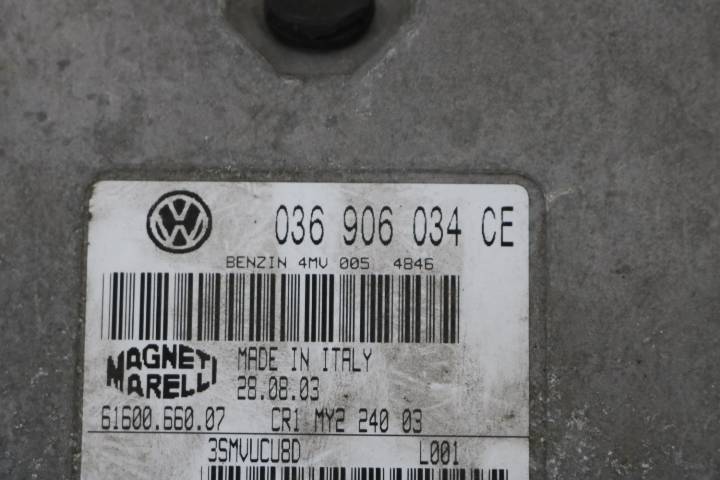 036 906 034 CE
BENZIN 4MV 005 4846
MAGNETI MARELLI
MADE IN ITALY
28.08.03
61600.660.07 CR1 MY2 240 03
3SMVUCU8D L001